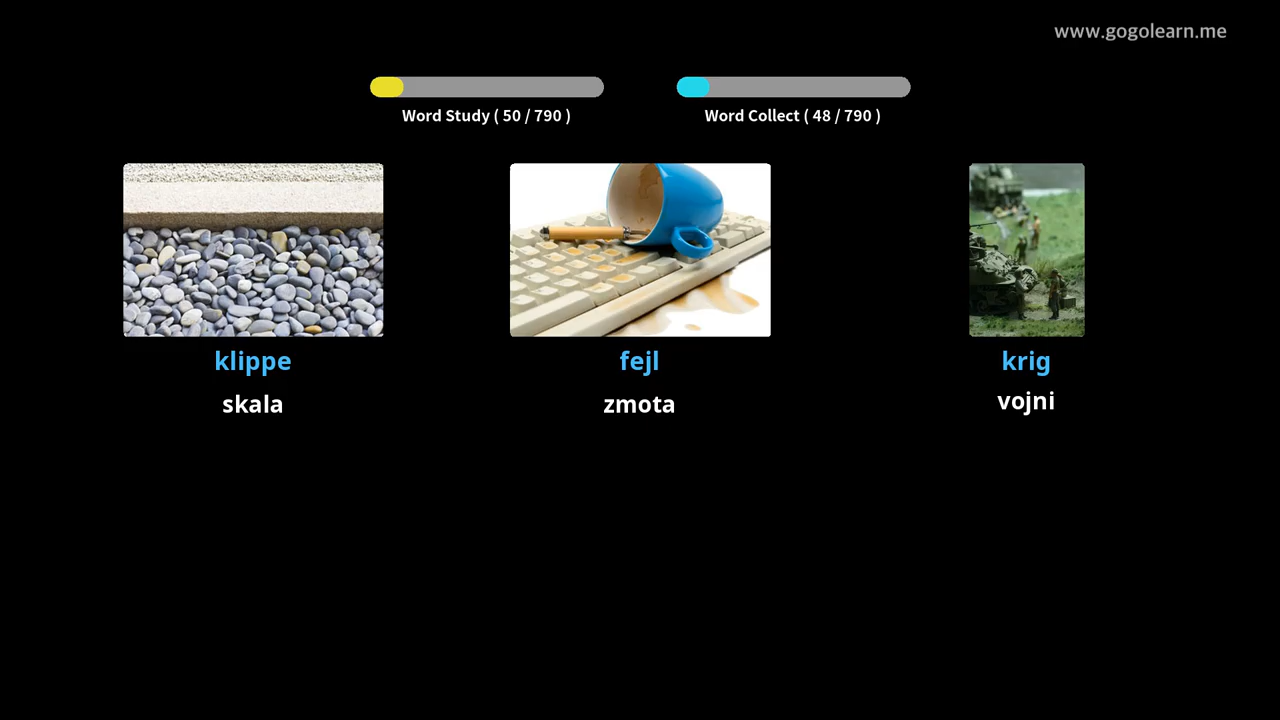 www.gogolearn.me
Word Study ( 50 / 790 )
Word Collect ( 48 / 790 )
klippe
fejl
krig
skala
zmota
vojni